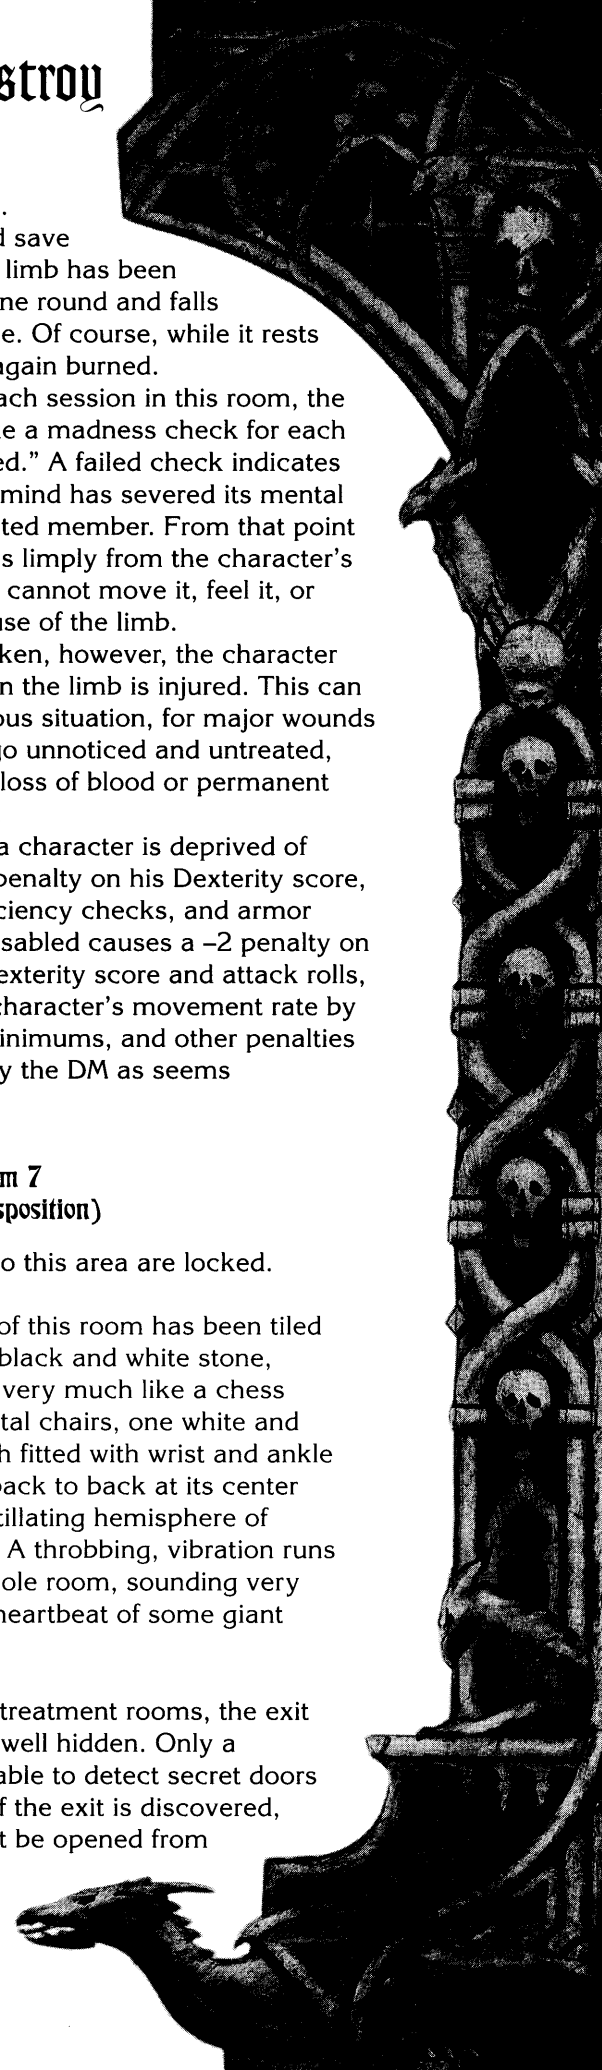 stroy
.
d save
limb has been
ne round and falls
e. Of course, while it rests
again burned.
ach session in this room, the
e a madness check for each
ed.” A failed check indicates
mind has severed its mental
ted member. From that point
s limply from the character’s
cannot move it, feel it, or
use of the limb.
ken, however, the character
n the limb is injured. This can
ous situation, for major wounds
go unnoticed and untreated,
loss of blood or permanent
a character is deprived of
penalty on his Dexterity score,
ciency checks, and armor
isabled causes a –2 penalty on
exterity score and attack rolls,
character’s movement rate by
inimums, and other penalties
y the DM as seems
m 7
sposition)
o this area are locked.
of this room has been tiled
black and white stone,
very much like a chess
tal chairs, one white and
h fitted with wrist and ankle
back to back at its center
tillating hemisphere of
A throbbing, vibration runs
ole room, sounding very
heartbeat of some giant
treatment rooms, the exit
well hidden. Only a
able to detect secret doors
f the exit is discovered,
t be opened from